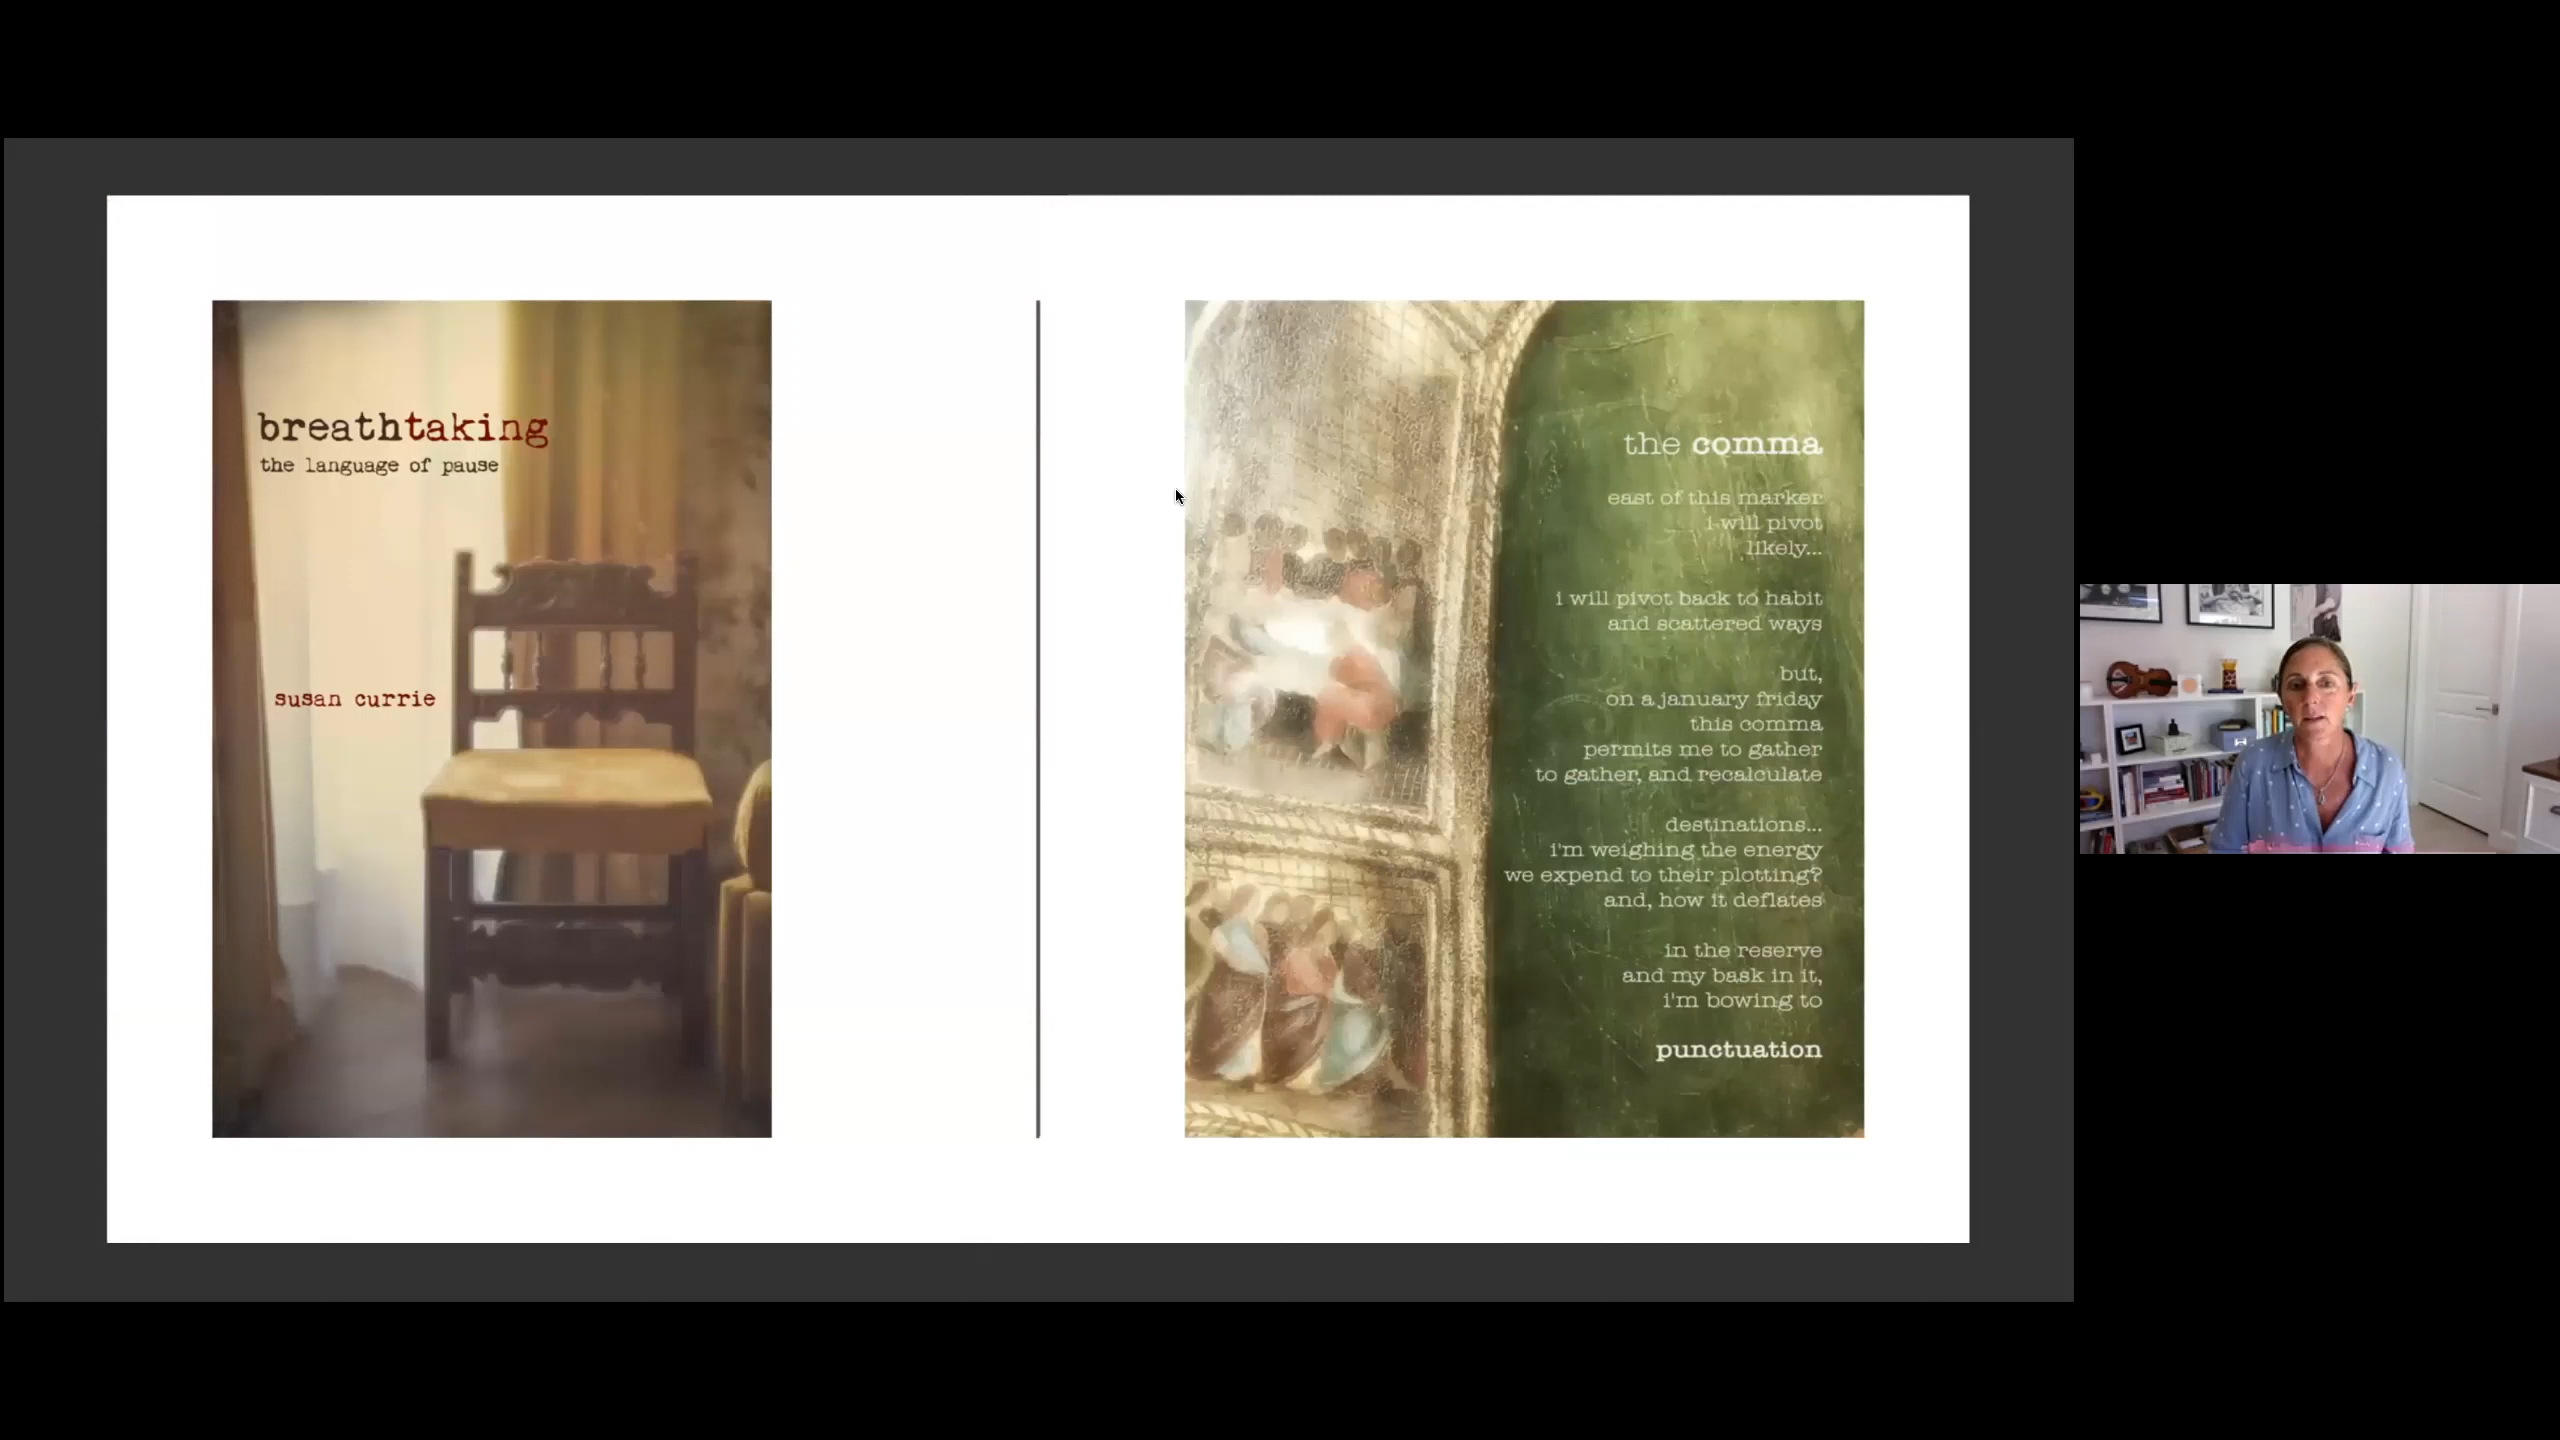 breathtaking
the language of pause
susan currie
the comma
east of this marker
i will pivot
likely...
i will pivot back to habit
and scattered ways
but,
on a january friday
this comma
permits me to gather
to gather, and recalculate
destinations...
i'm weighing the energy
we expend to their plotting?
and, how it deflates
in the reserve
and my bask in it,
i'm bowing to
punctuation